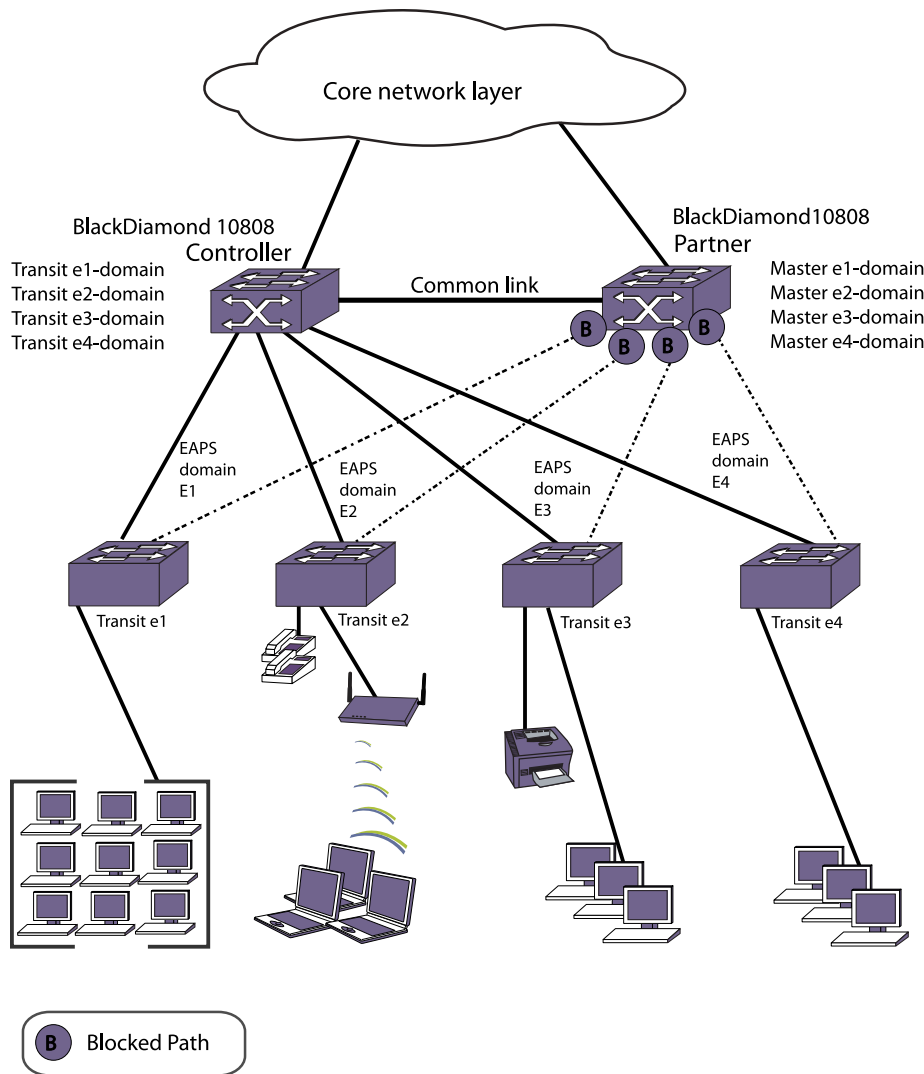 Core network layer
BlackDiamond 10808
Controller
BlackDiamond10808
Partner
Transit e1-domain
Transit e2-domain
Transit e3-domain
Transit e4-domain
Common link
Master e1-domain
Master e2-domain
Master e3-domain
Master e4-domain
B
B
B
B
EAPS
domain
E1
EAPS
domain
E2
EAPS
domain
E3
EAPS
domain
E4
Transit e1
Transit e2
Transit e3
Transit e4
B Blocked Path